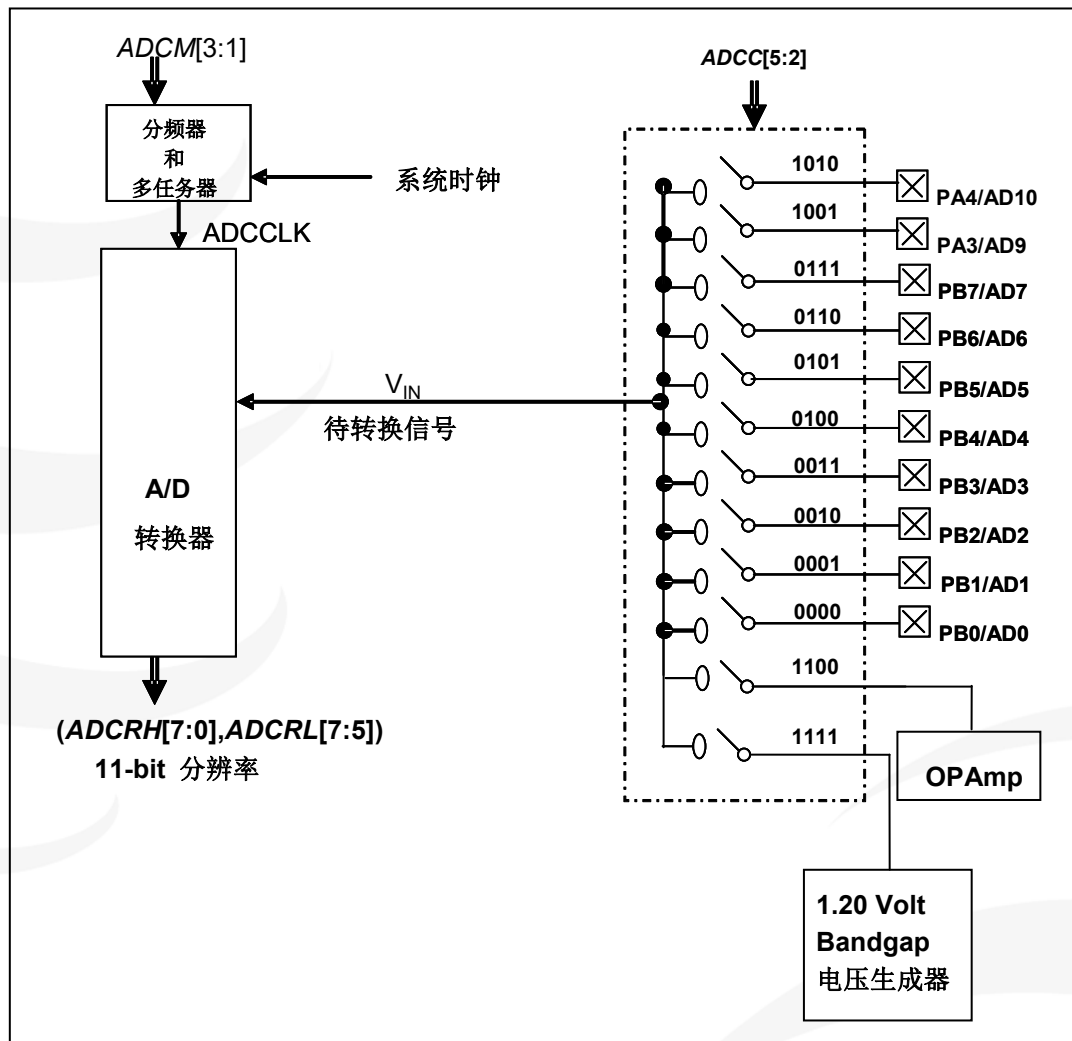 ADCM[3:1]
分频器
和
多任务器
系统时钟
ADCCLK
A/D
转换器
VIN
待转换信号
(ADCRH[7:0],ADCRL[7:5])
11-bit 分辨率
ADCC[5:2]
1010
PA4/AD10
1001
PA3/AD9
0111
PB7/AD7
0110
PB6/AD6
0101
PB5/AD5
0100
PB4/AD4
0011
PB3/AD3
0010
PB2/AD2
0001
PB1/AD1
0000
PB0/AD0
1100
OPAmp
1111
1.20 Volt
Bandgap
电压生成器